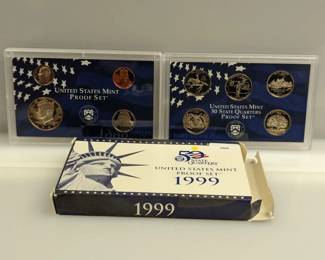 UNITED STATES MINT
PROOF SET
UNITED STATES MINT
50 STATE QUARTERS
PROOF SET
50
STATE
QUARTERS
UNITED STATES MINT
PROOF SET
1999
1999